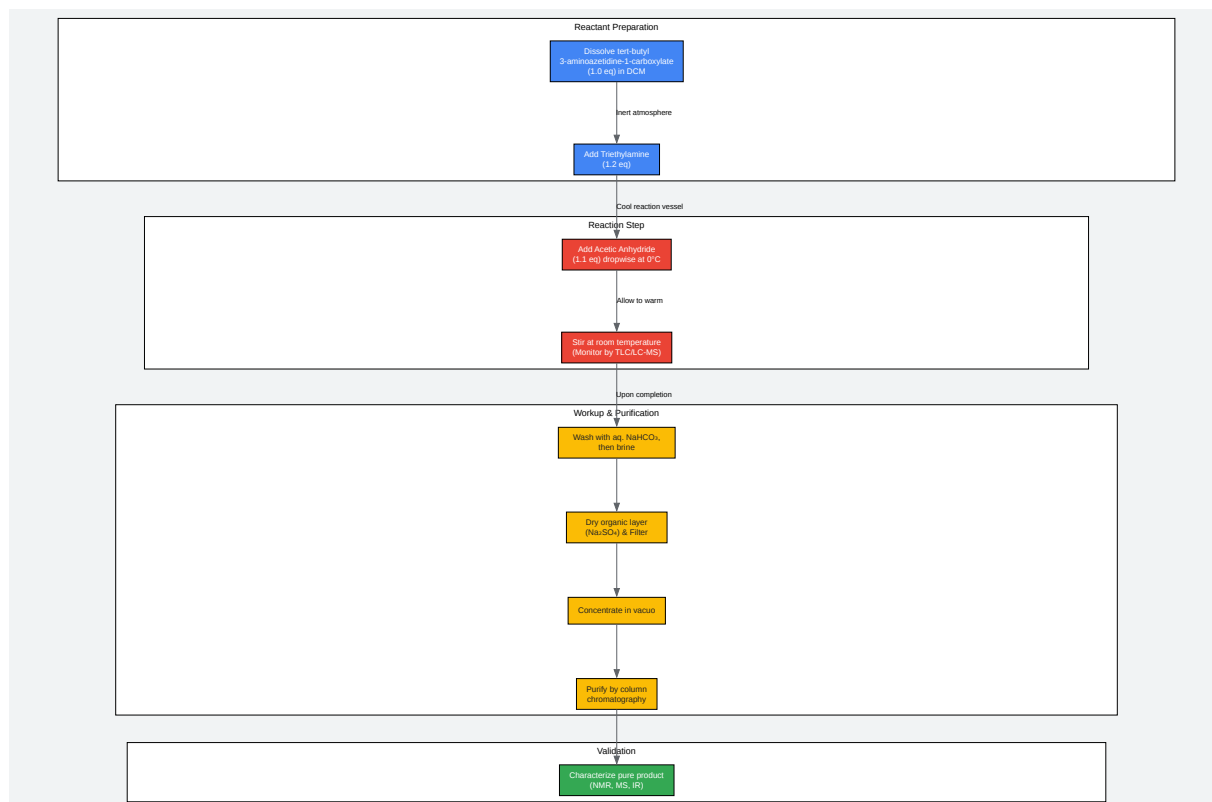 Reactant Preparation
Dissolve tert-butyl
3-aminoazetidine-1-carboxylate
(1.0 eq) in DCM
Inert atmosphere
Add Triethylamine
(1.2 eq)
Cool reaction vessel
Reaction Step
Add Acetic Anhydride
(1.1 eq) dropwise at 0°C
Allow to warm
Stir at room temperature
(Monitor by TLC/LC-MS)
Upon completion
Workup & Purification
Wash with aq. NaHCO₃,
then brine
Dry organic layer
(Na₂SO₄) & Filter
Concentrate in vacuo
Purify by column
chromatography
Validation
Characterize pure product
(NMR, MS, IR)